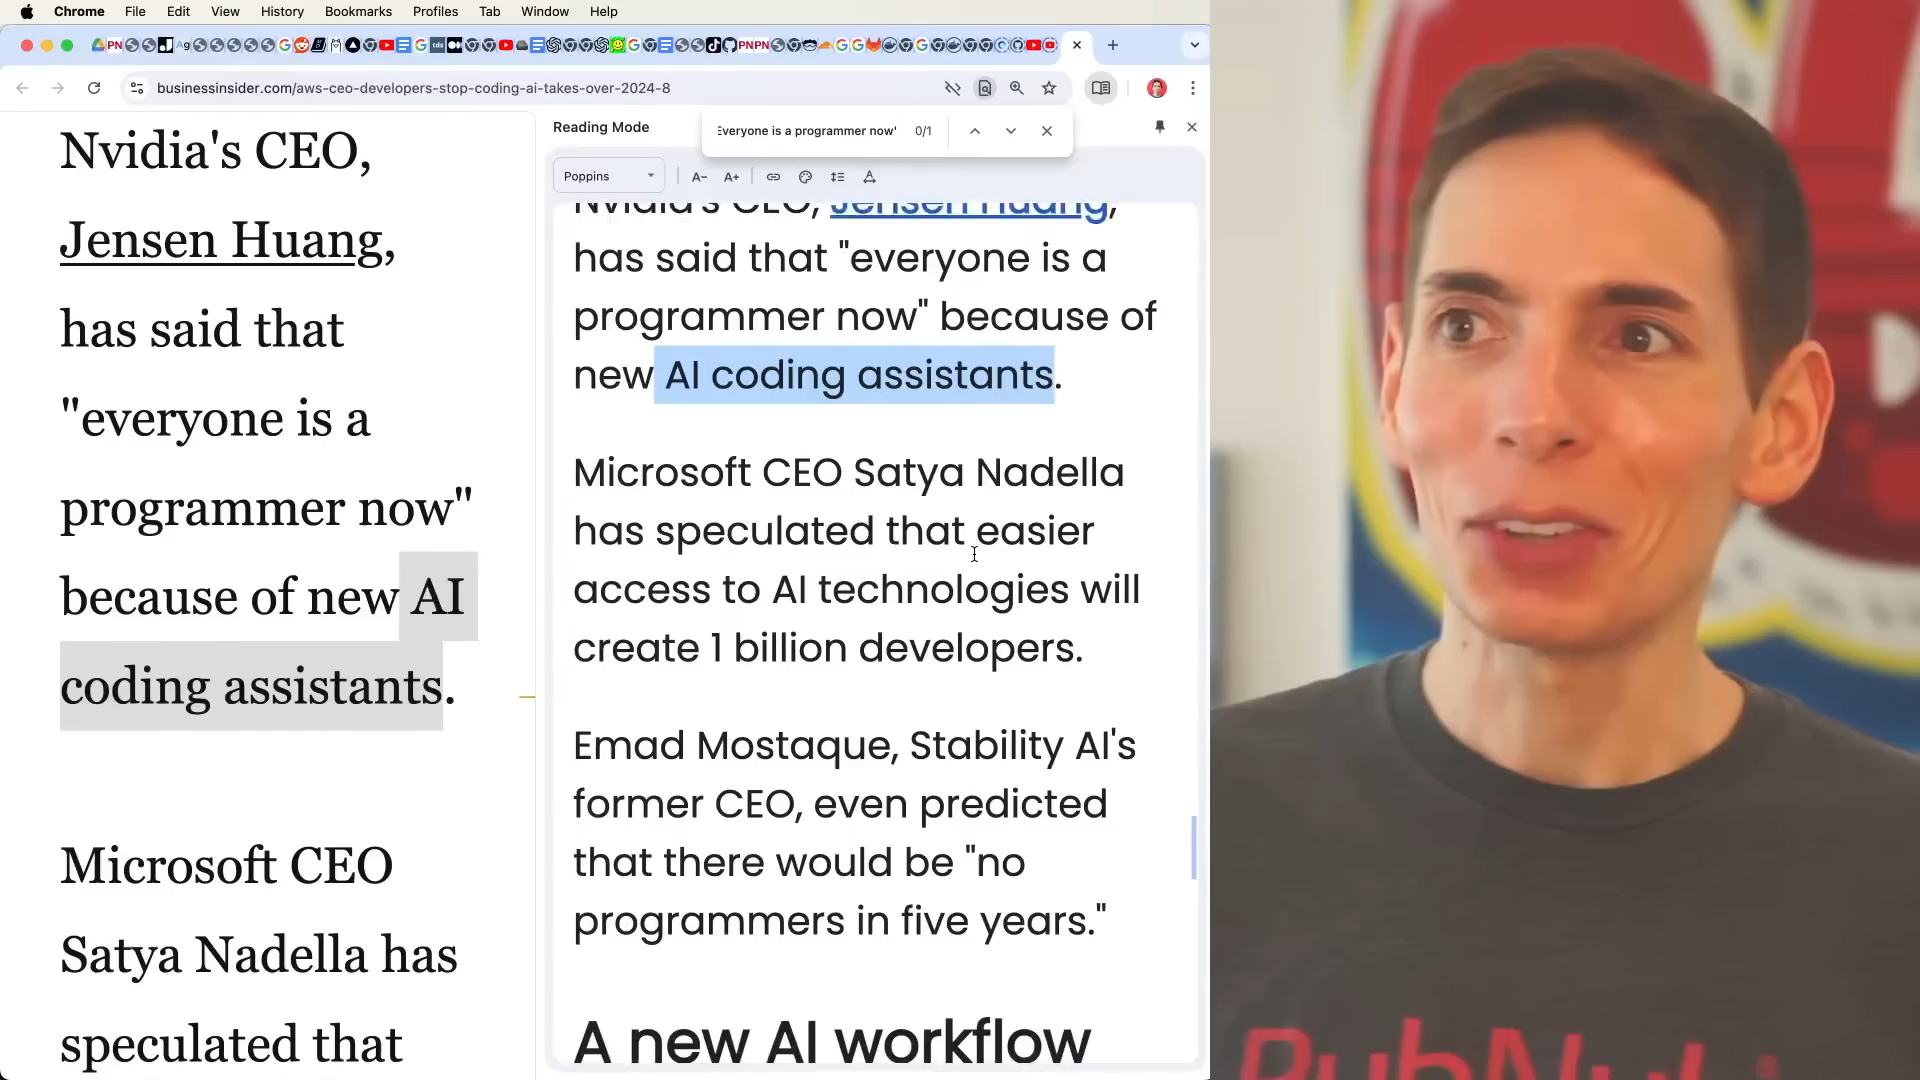 Chrome File Edit View History Bookmarks Profiles Tab Window Help
businessinsider.com/aws-ceo-developers-stop-coding-ai-takes-over-2024-8
Everyone is a programmer now" 0/1
Reading Mode
Poppins
Nvidia's CEO,
Jensen Huang,
has said that
"everyone is a
programmer now"
because of new AI
coding assistants.
Microsoft CEO
Satya Nadella has
speculated that
Nvidia's CEO, Jensen Huang,
has said that "everyone is a
programmer now" because of
new AI coding assistants.
Microsoft CEO Satya Nadella
has speculated that easier
access to AI technologies will
create 1 billion developers.
Emad Mostaque, Stability AI's
former CEO, even predicted
that there would be "no
programmers in five years."
A new AI workflow
PubNub